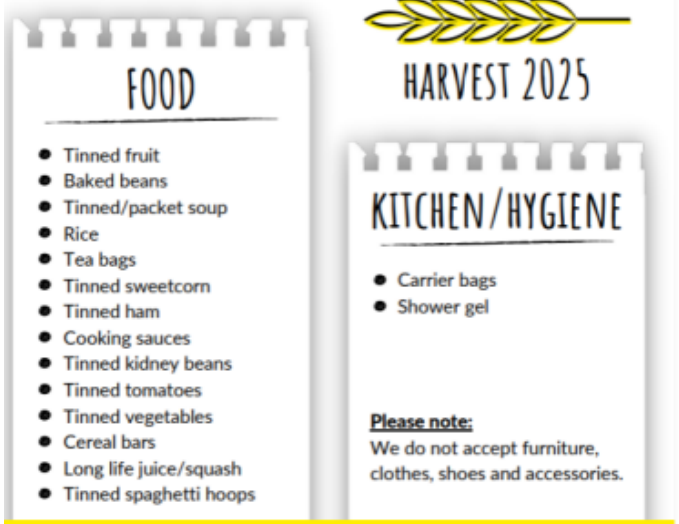 FOOD
Tinned fruit
Baked beans
Tinned/packet soup
Rice
Tea bags
Tinned sweetcorn
Tinned ham
Cooking sauces
Tinned kidney beans
Tinned tomatoes
Tinned vegetables
Cereal bars
Long life juice/squash
Tinned spaghetti hoops
HARVEST 2025
KITCHEN/HYGIENE
Carrier bags
Shower gel
Please note:
We do not accept furniture,
clothes, shoes and accessories.